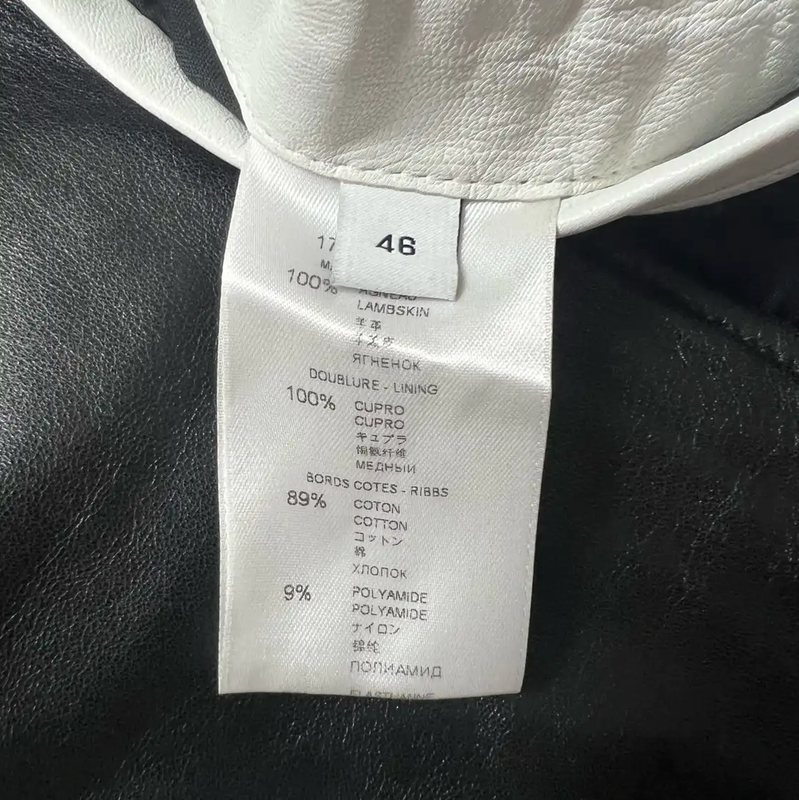 46
17
100%
LAMBSKIN
羊革
ЯГНЕНОК
DOUBLURE - LINING
100% CUPRO
CUPRO
キュプラ
铜氨纤维
МЕДНЫЙ
BORDS COTES - RIBBS
89% COTON
COTTON
コットン
棉
ХЛОПОК
9% POLYAMIDE
POLYAMIDE
ナイロン
锦纶
ПОЛИАМИД
ELASTHANNE